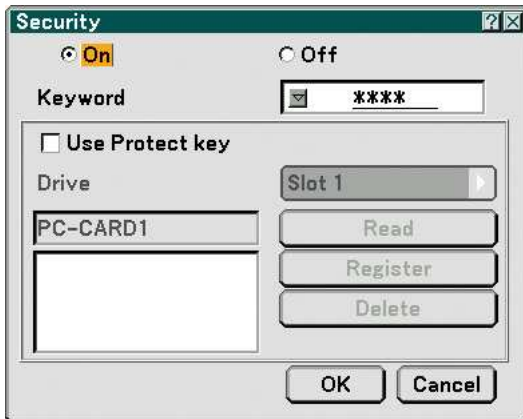 Security
On Off
Keyword ****
Use Protect key
Drive Slot 1
PC-CARD1 Read
Register
Delete
OK Cancel